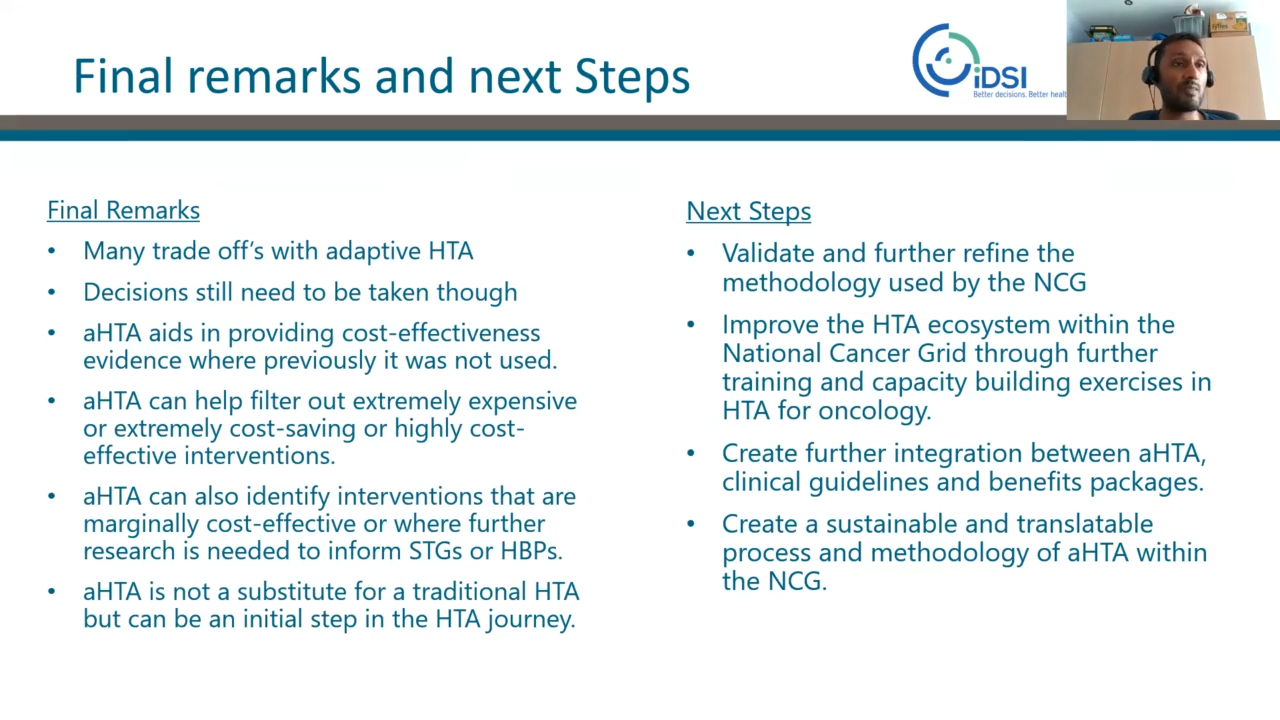 Final remarks and next Steps
iDSI
Better decisions. Better heal
Final Remarks
• Many trade off's with adaptive HTA
• Decisions still need to be taken though
• aHTA aids in providing cost-effectiveness
evidence where previously it was not used.
• aHTA can help filter out extremely expensive
or extremely cost-saving or highly cost-
effective interventions.
• aHTA can also identify interventions that are
marginally cost-effective or where further
research is needed to inform STGs or HBPs.
• aHTA is not a substitute for a traditional HTA
but can be an initial step in the HTA journey.
Next Steps
• Validate and further refine the
methodology used by the NCG
• Improve the HTA ecosystem within the
National Cancer Grid through further
training and capacity building exercises in
HTA for oncology.
• Create further integration between aHTA,
clinical guidelines and benefits packages.
• Create a sustainable and translatable
process and methodology of aHTA within
the NCG.